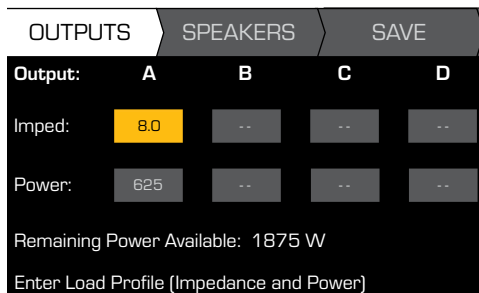 OUTPUTS SPEAKERS SAVE
Output: A B C D
Imped: 8.0 -- -- --
Power: 625 -- -- --
Remaining Power Available: 1875 W
Enter Load Profile (Impedance and Power)